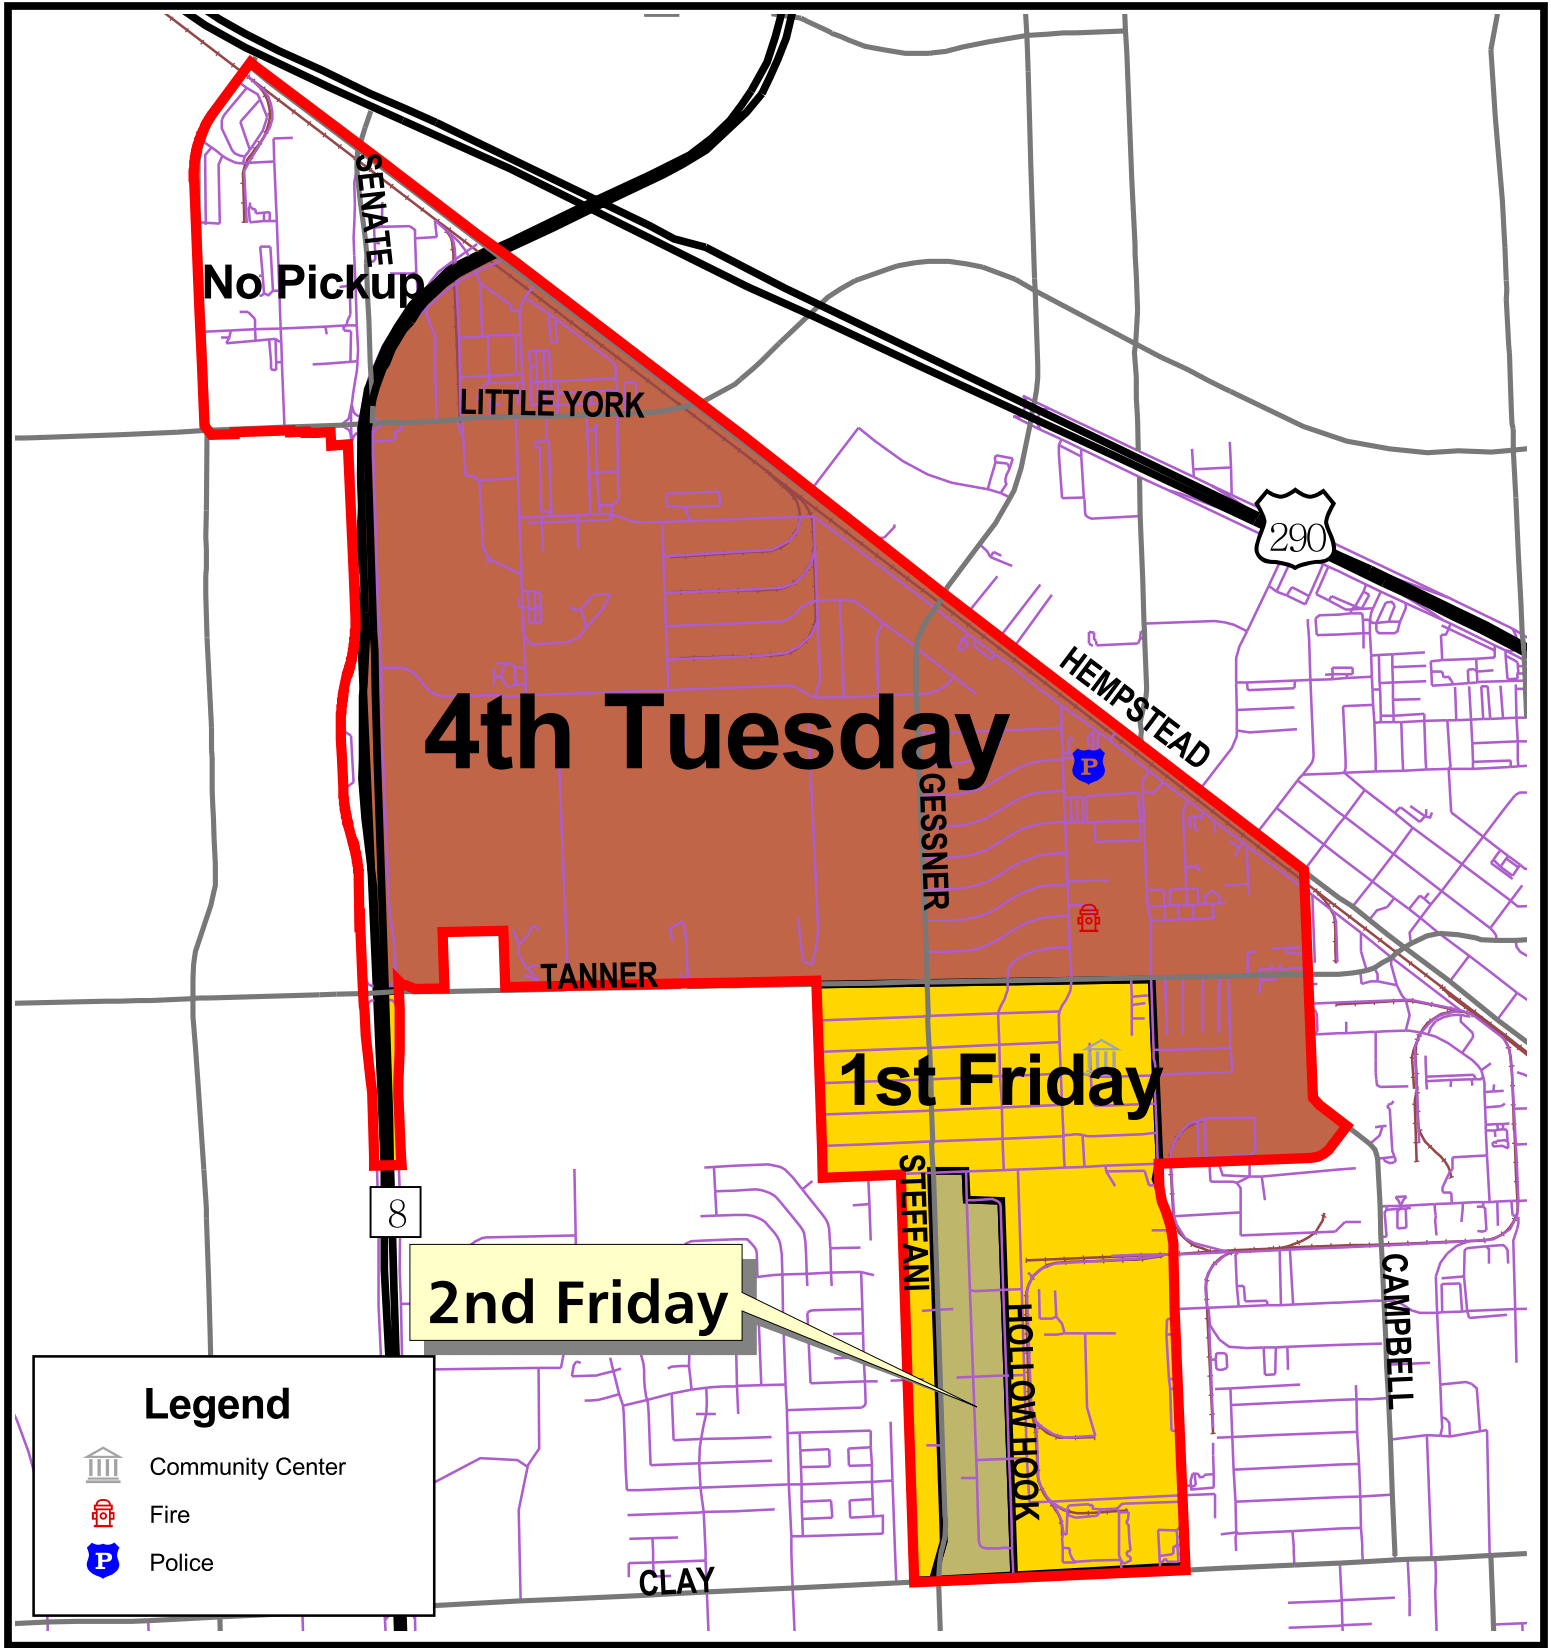 SENATE
No Pickup
LITTLE YORK
290
HEMPSTEAD
4th Tuesday
P
GESSNER
TANNER
1st Friday
STEFFANI
8
2nd Friday
HOLLOW HOOK
CAMPBELL
Legend
Community Center
Fire
P
Police
CLAY